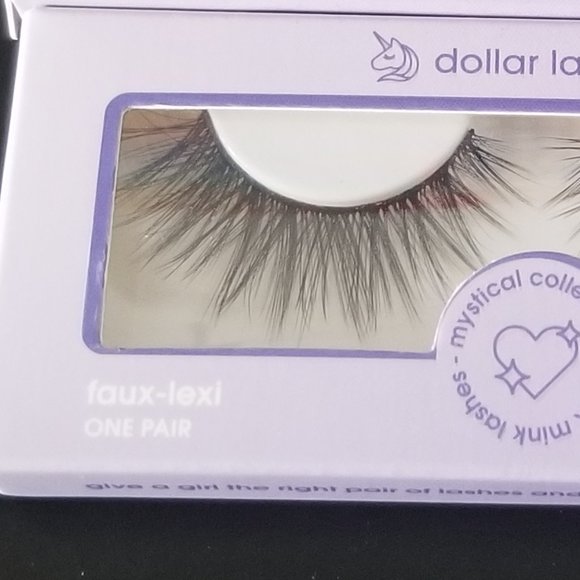 dollar la
mystical colle
mink lashes -
faux-lexi
ONE PAIR
give a girl the right pair of lashes and